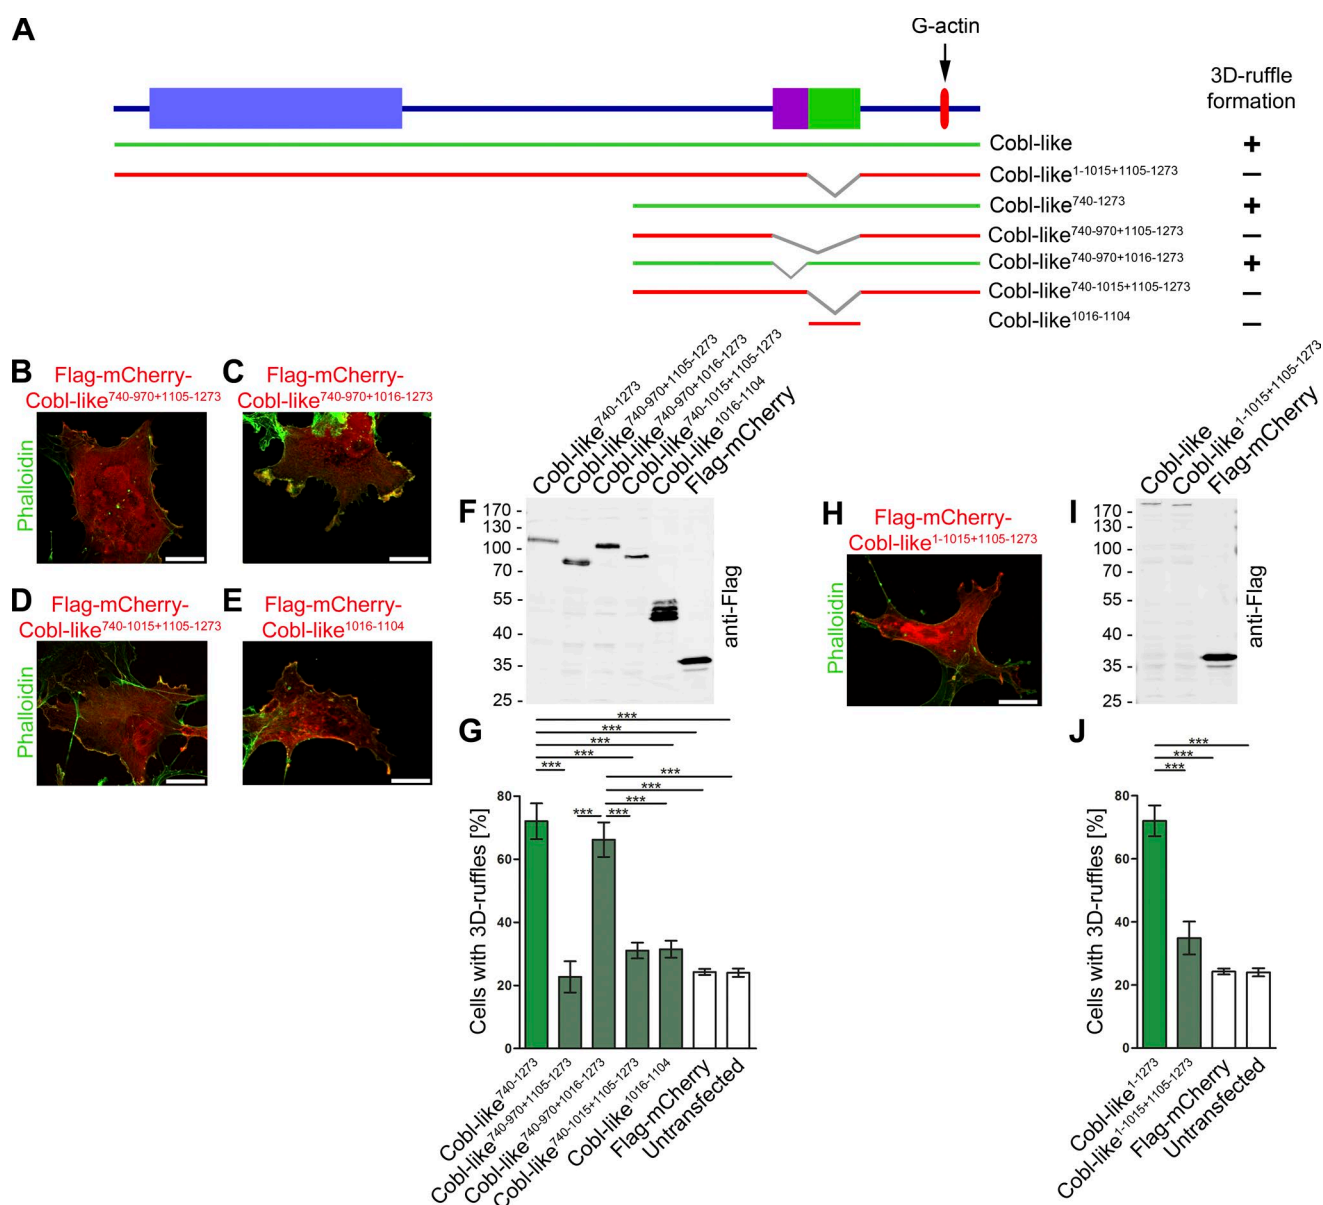 A
G-actin
3D-ruffle
formation
Cobl-like +
Cobl-like1-1015+1105-1273 –
Cobl-like740-1273 +
Cobl-like740-970+1105-1273 –
Cobl-like740-970+1016-1273 +
Cobl-like740-1015+1105-1273 –
Cobl-like1016-1104 –
B
Flag-mCherry-
Cobl-like740-970+1105-1273
Phalloidin
C
Flag-mCherry-
Cobl-like740-970+1016-1273
D
Flag-mCherry-
Cobl-like740-1015+1105-1273
Phalloidin
E
Flag-mCherry-
Cobl-like1016-1104
F
Cobl-like740-1273
Cobl-like740-970+1105-1273
Cobl-like740-970+1016-1273
Cobl-like740-1015+1105-1273
Cobl-like1016-1104
Flag-mCherry
170 -
130 -
100 -
70 -
55 -
40 -
35 -
25 -
anti-Flag
G
***
***
***
***
***
***
***
***
***
***
Cells with 3D-ruffles [%]
80
60
40
20
0
Cobl-like740-1273
Cobl-like740-970+1105-1273
Cobl-like740-970+1016-1273
Cobl-like740-1015+1105-1273
Cobl-like1016-1104
Flag-mCherry
Untransfected
H
Flag-mCherry-
Cobl-like1-1015+1105-1273
Phalloidin
I
Cobl-like
Cobl-like1-1015+1105-1273
Flag-mCherry
170 -
130 -
100 -
70 -
55 -
40 -
35 -
25 -
anti-Flag
J
***
***
***
Cells with 3D-ruffles [%]
80
60
40
20
0
Cobl-like1-1273
Cobl-like1-1015+1105-1273
Flag-mCherry
Untransfected